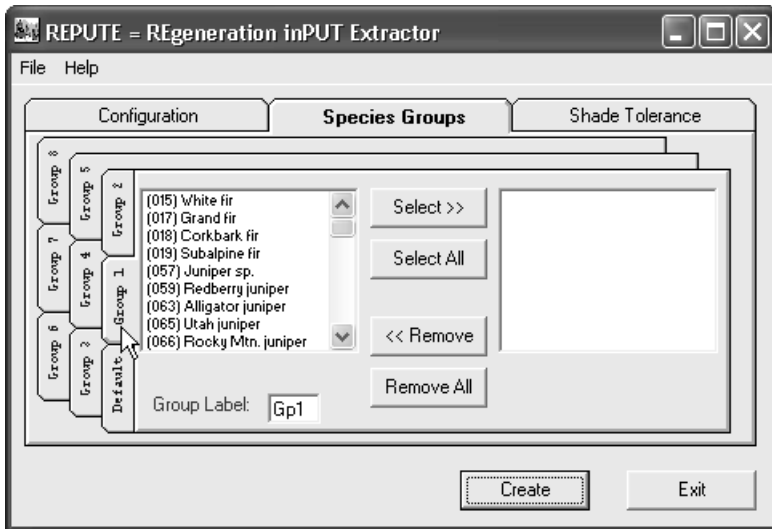 REPUTE = REgeneration inPUT Extractor
File Help
Configuration Species Groups Shade Tolerance
Group 8
Group 7
Group 6
Group 5
Group 4
Group 3
Group 2
Group 1
Default
(015) White fir
(017) Grand fir
(018) Corkbark fir
(019) Subalpine fir
(057) Juniper sp.
(059) Redberry juniper
(063) Alligator juniper
(065) Utah juniper
(066) Rocky Mtn. juniper
Select >>
Select All
<< Remove
Remove All
Group Label: Gp1
Create Exit